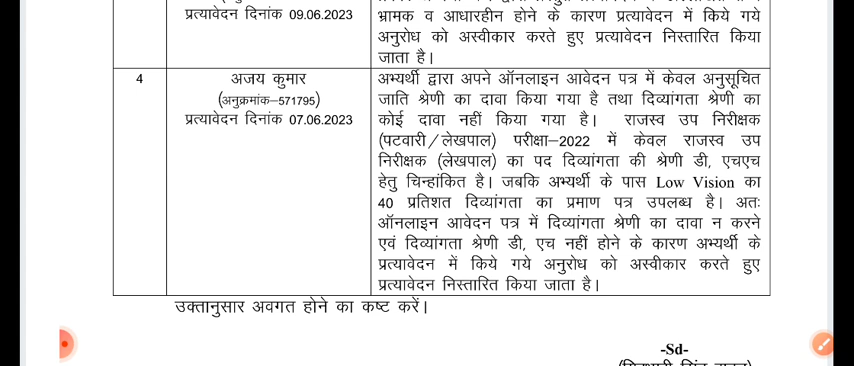 प्रत्यावेदन दिनांक 09.06.2023
भ्रामक व आधारहीन होने के कारण प्रत्यावेदन में किये गये
अनुरोध को अस्वीकार करते हुए प्रत्यावेदन निस्तारित किया
जाता है।
4
अजय कुमार
(अनुक्रमांक–571795)
प्रत्यावेदन दिनांक 07.06.2023
अभ्यर्थी द्वारा अपने ऑनलाइन आवेदन पत्र में केवल अनुसूचित
जाति श्रेणी का दावा किया गया है तथा दिव्यांगता श्रेणी का
कोई दावा नहीं किया गया है। राजस्व उप निरीक्षक
(पटवारी/लेखपाल) परीक्षा–2022 में केवल राजस्व उप
निरीक्षक (लेखपाल) का पद दिव्यांगता की श्रेणी डी, एचएच
हेतु चिन्हांकित है। जबकि अभ्यर्थी के पास Low Vision का
40 प्रतिशत दिव्यांगता का प्रमाण पत्र उपलब्ध है। अतः
ऑनलाइन आवेदन पत्र में दिव्यांगता श्रेणी का दावा न करने
एवं दिव्यांगता श्रेणी डी, एच नहीं होने के कारण अभ्यर्थी के
प्रत्यावेदन में किये गये अनुरोध को अस्वीकार करते हुए
प्रत्यावेदन निस्तारित किया जाता है।
उक्तानुसार अवगत होने का कष्ट करें।
-Sd-